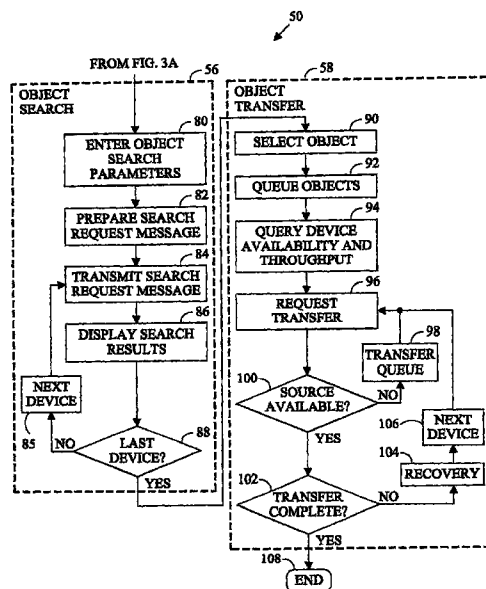 50
FROM FIG. 3A
56
58
OBJECT
SEARCH
80
ENTER OBJECT
SEARCH
PARAMETERS
82
PREPARE SEARCH
REQUEST MESSAGE
84
TRANSMIT SEARCH
REQUEST MESSAGE
86
DISPLAY SEARCH
RESULTS
NEXT
DEVICE
85
88
LAST
DEVICE?
NO
YES
OBJECT
TRANSFER
90
SELECT OBJECT
92
QUEUE OBJECTS
94
QUERY DEVICE
AVAILABILITY AND
THROUGHPUT
96
REQUEST
TRANSFER
98
TRANSFER
QUEUE
100
SOURCE
AVAILABLE?
NO
YES
106
NEXT
DEVICE
104
RECOVERY
102
TRANSFER
COMPLETE?
NO
YES
108
END